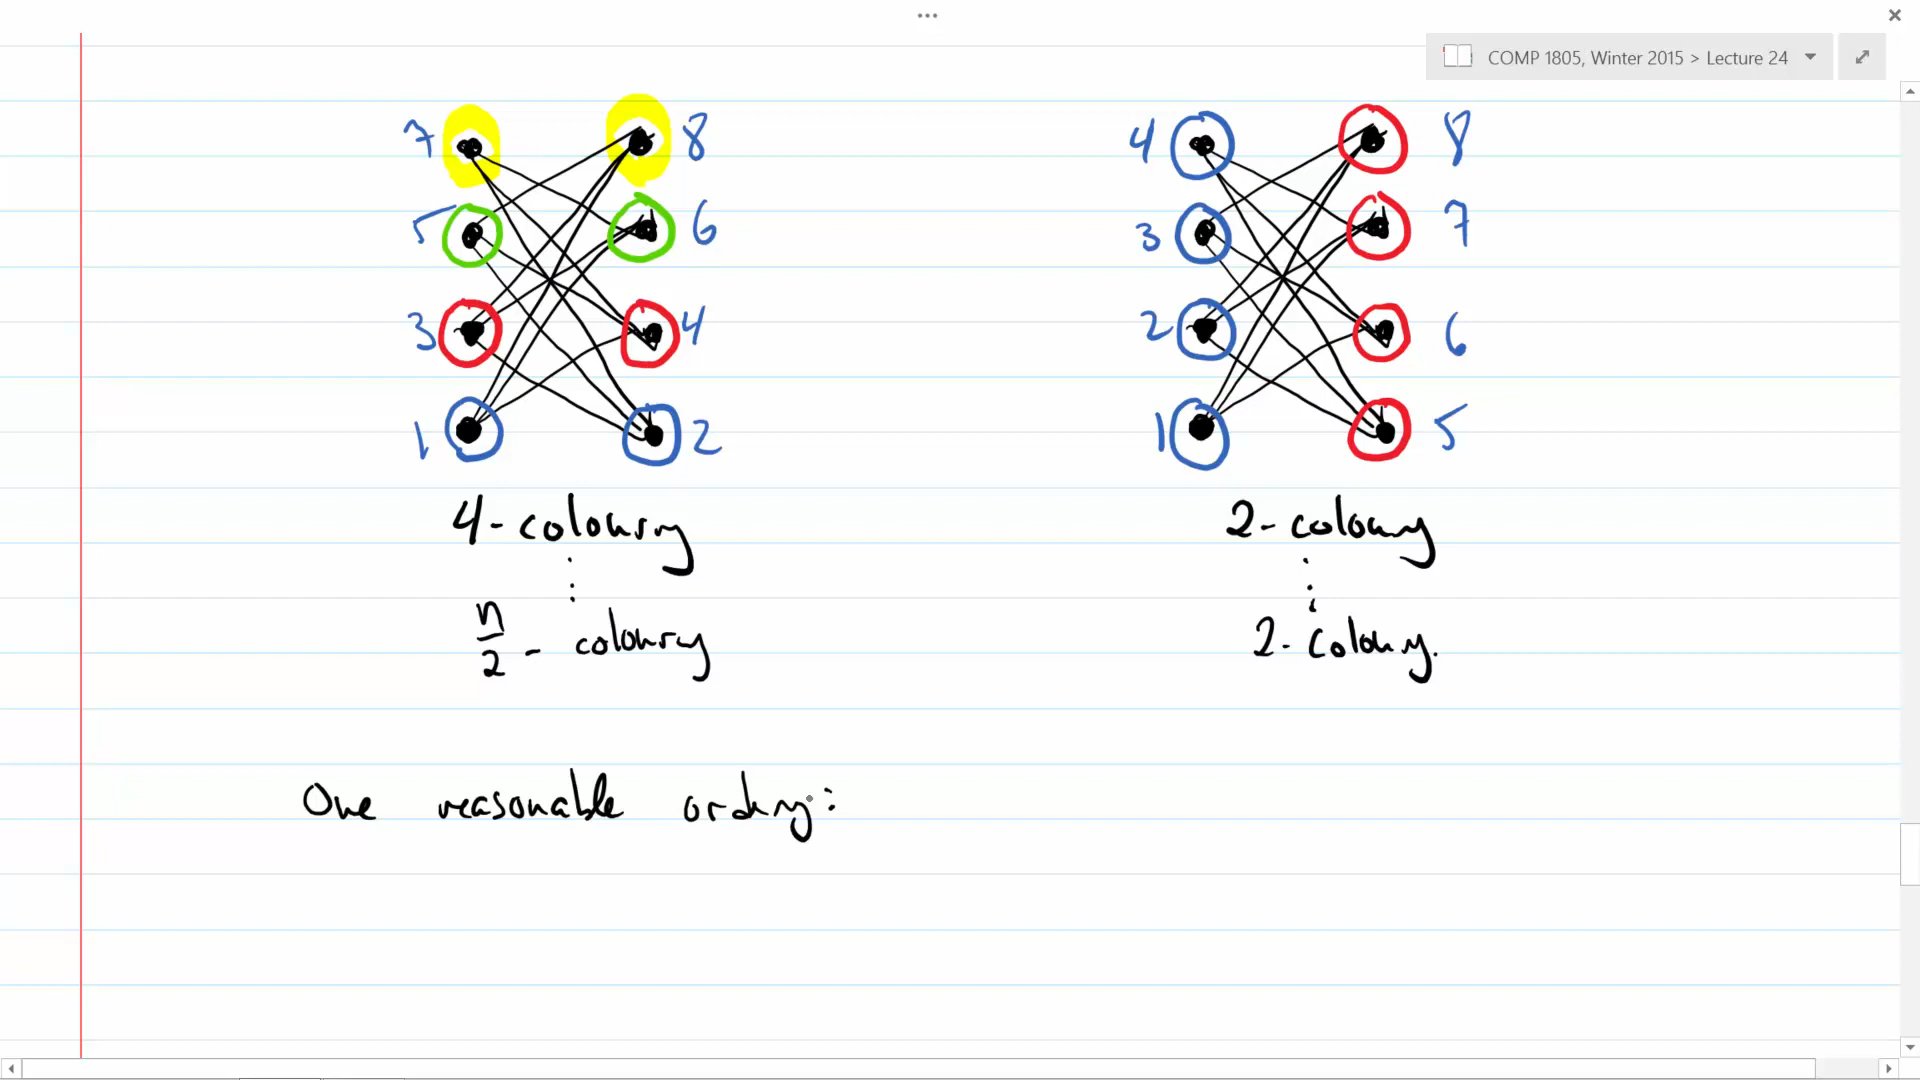 COMP 1805, Winter 2015 > Lecture 24
7 8
5 6
3 4
1 2
4 8
3 7
2 6
1 5
4-colouring
n/2 - colouring
2-colouring
2-colouring.
One reasonable ordering: